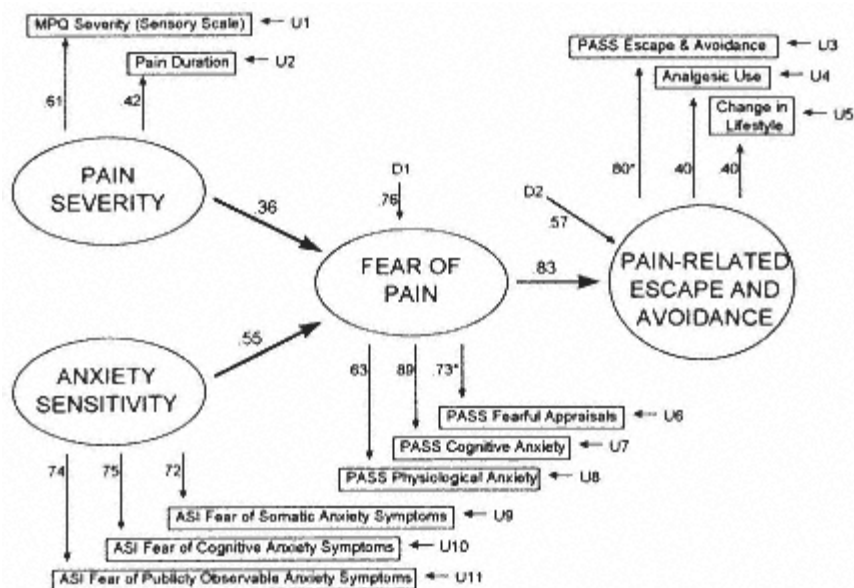 MPQ Severity (Sensory Scale) U1
Pain Duration U2
PASS Escape & Avoidance U3
Analgesic Use U4
Change in
Lifestyle U5
.61 .42
80* .40 .40
PAIN
SEVERITY
D1
.76
D2
.57
.36
FEAR OF
PAIN
.83
PAIN-RELATED
ESCAPE AND
AVOIDANCE
.55
ANXIETY
SENSITIVITY
63 89 .73*
PASS Fearful Appraisals U6
PASS Cognitive Anxiety U7
PASS Physiological Anxiety U8
74 75 72
ASI Fear of Somatic Anxiety Symptoms U9
ASI Fear of Cognitive Anxiety Symptoms U10
ASI Fear of Publicly Observable Anxiety Symptoms U11